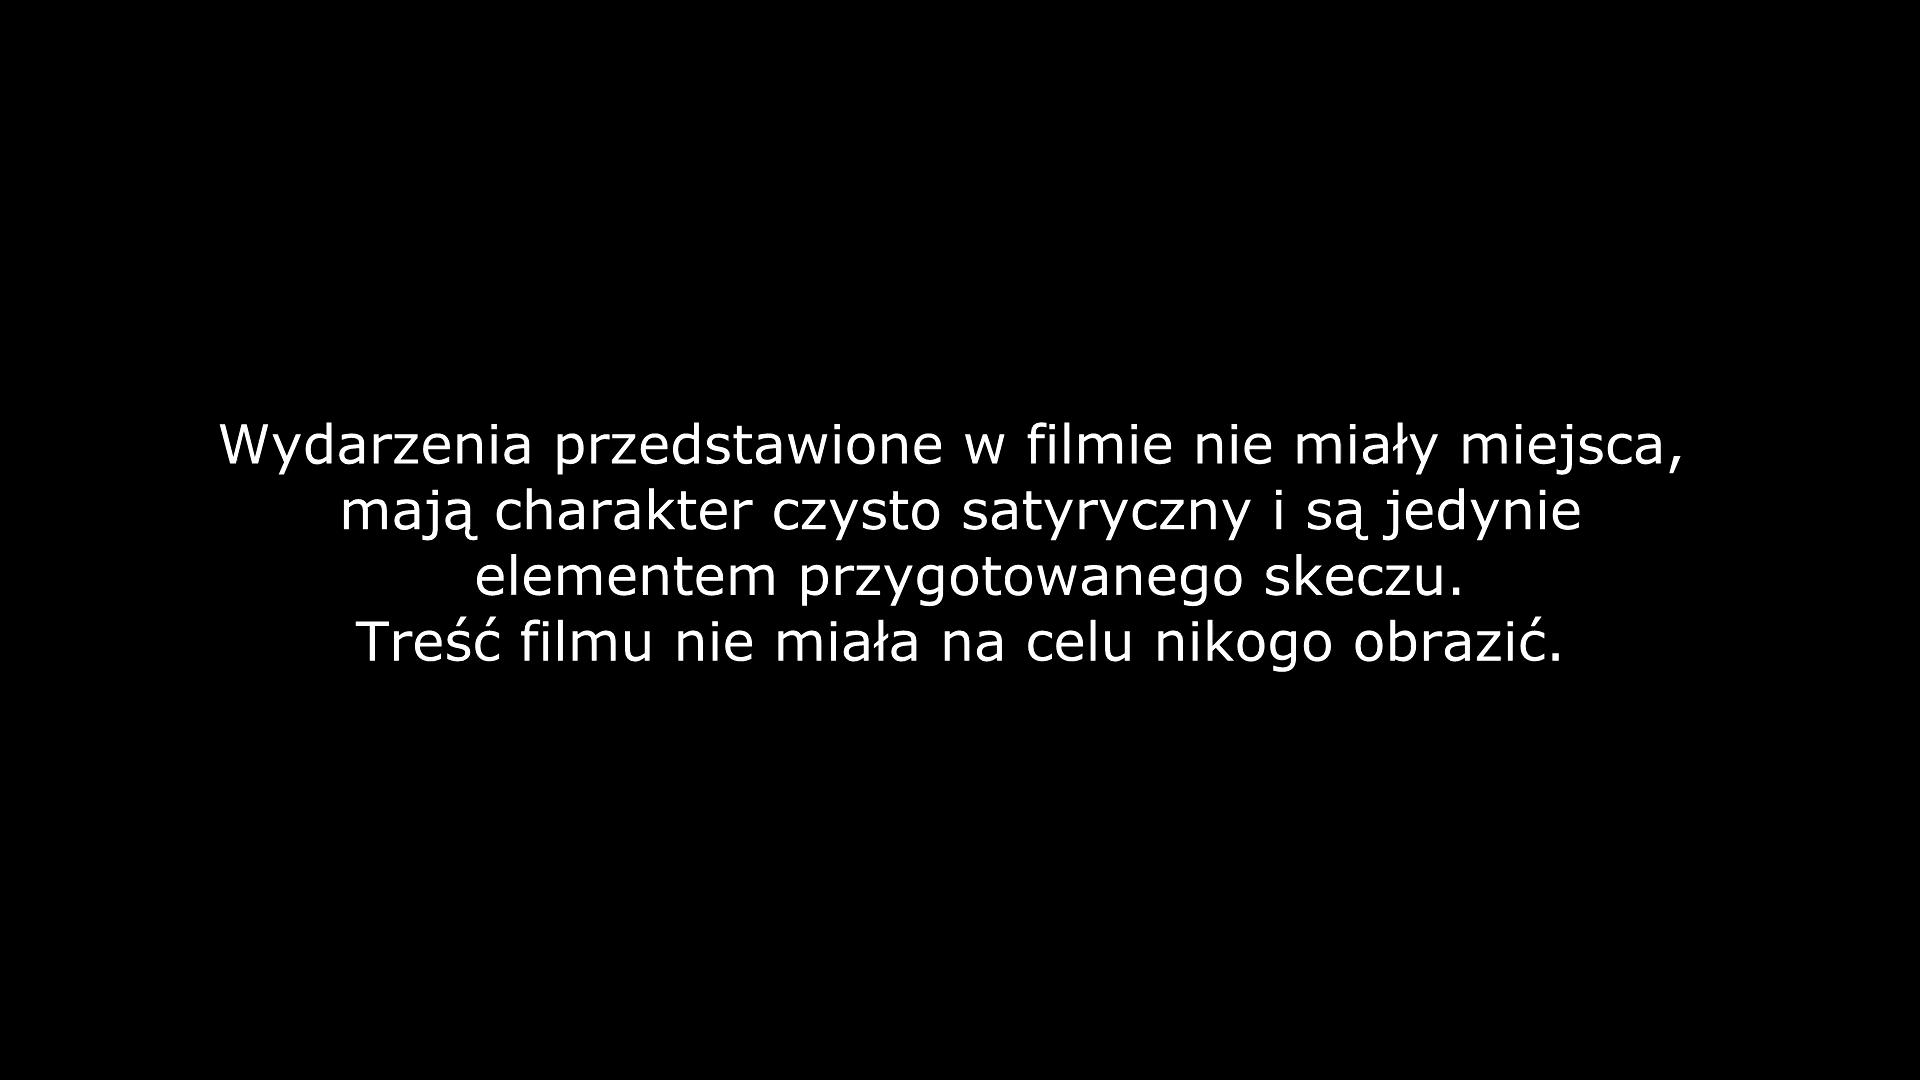 Wydarzenia przedstawione w filmie nie miały miejsca,
mają charakter czysto satyryczny i są jedynie
elementem przygotowanego skeczu.
Treść filmu nie miała na celu nikogo obrazić.